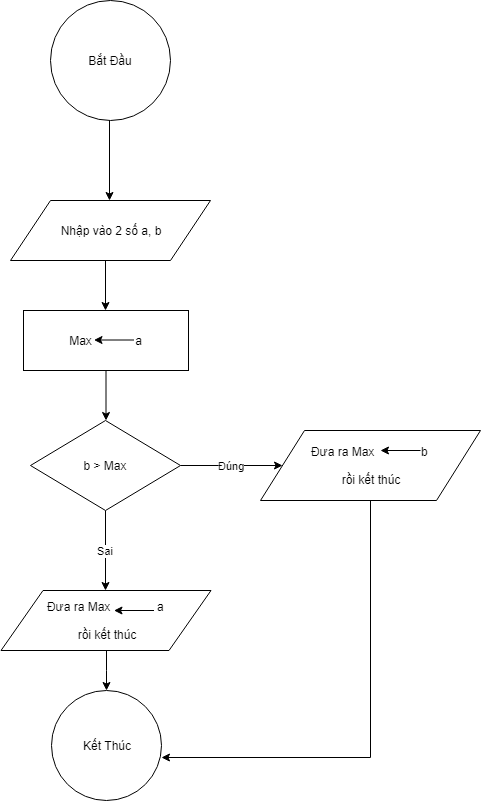 Bắt Đầu
Nhập vào 2 số a, b
Max a
b > Max
Đúng
Đưa ra Max b
rồi kết thúc
Sai
Đưa ra Max a
rồi kết thúc
Kết Thúc